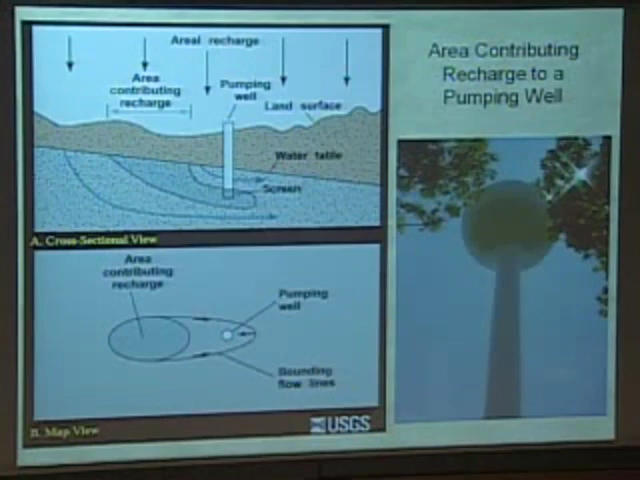 Area Contributing
Recharge to a
Pumping Well
Areal recharge
Area
contributing
recharge
Pumping
well
Land surface
Water table
Screen
A. Cross-Sectional View
Area
contributing
recharge
Pumping
well
Bounding
flow lines
B. Map View
USGS